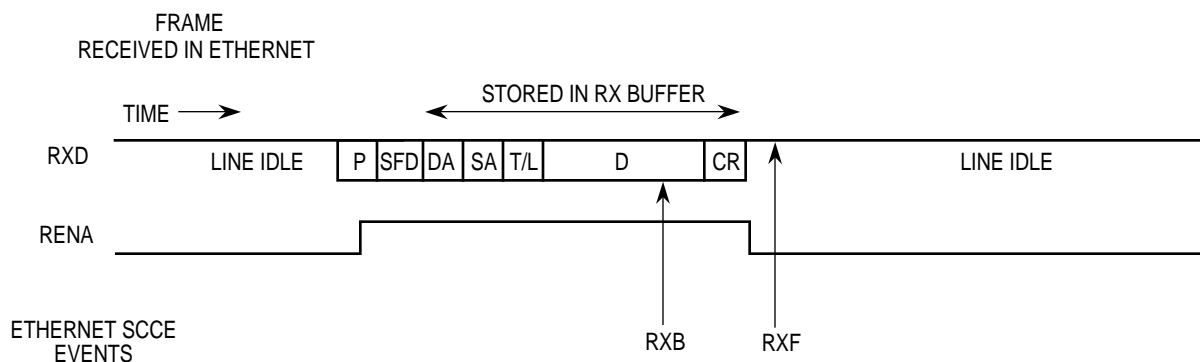 FRAME
RECEIVED IN ETHERNET
STORED IN RX BUFFER
TIME
RXD
LINE IDLE
P
SFD
DA
SA
T/L
D
CR
LINE IDLE
RENA
ETHERNET SCCE
EVENTS
RXB
RXF